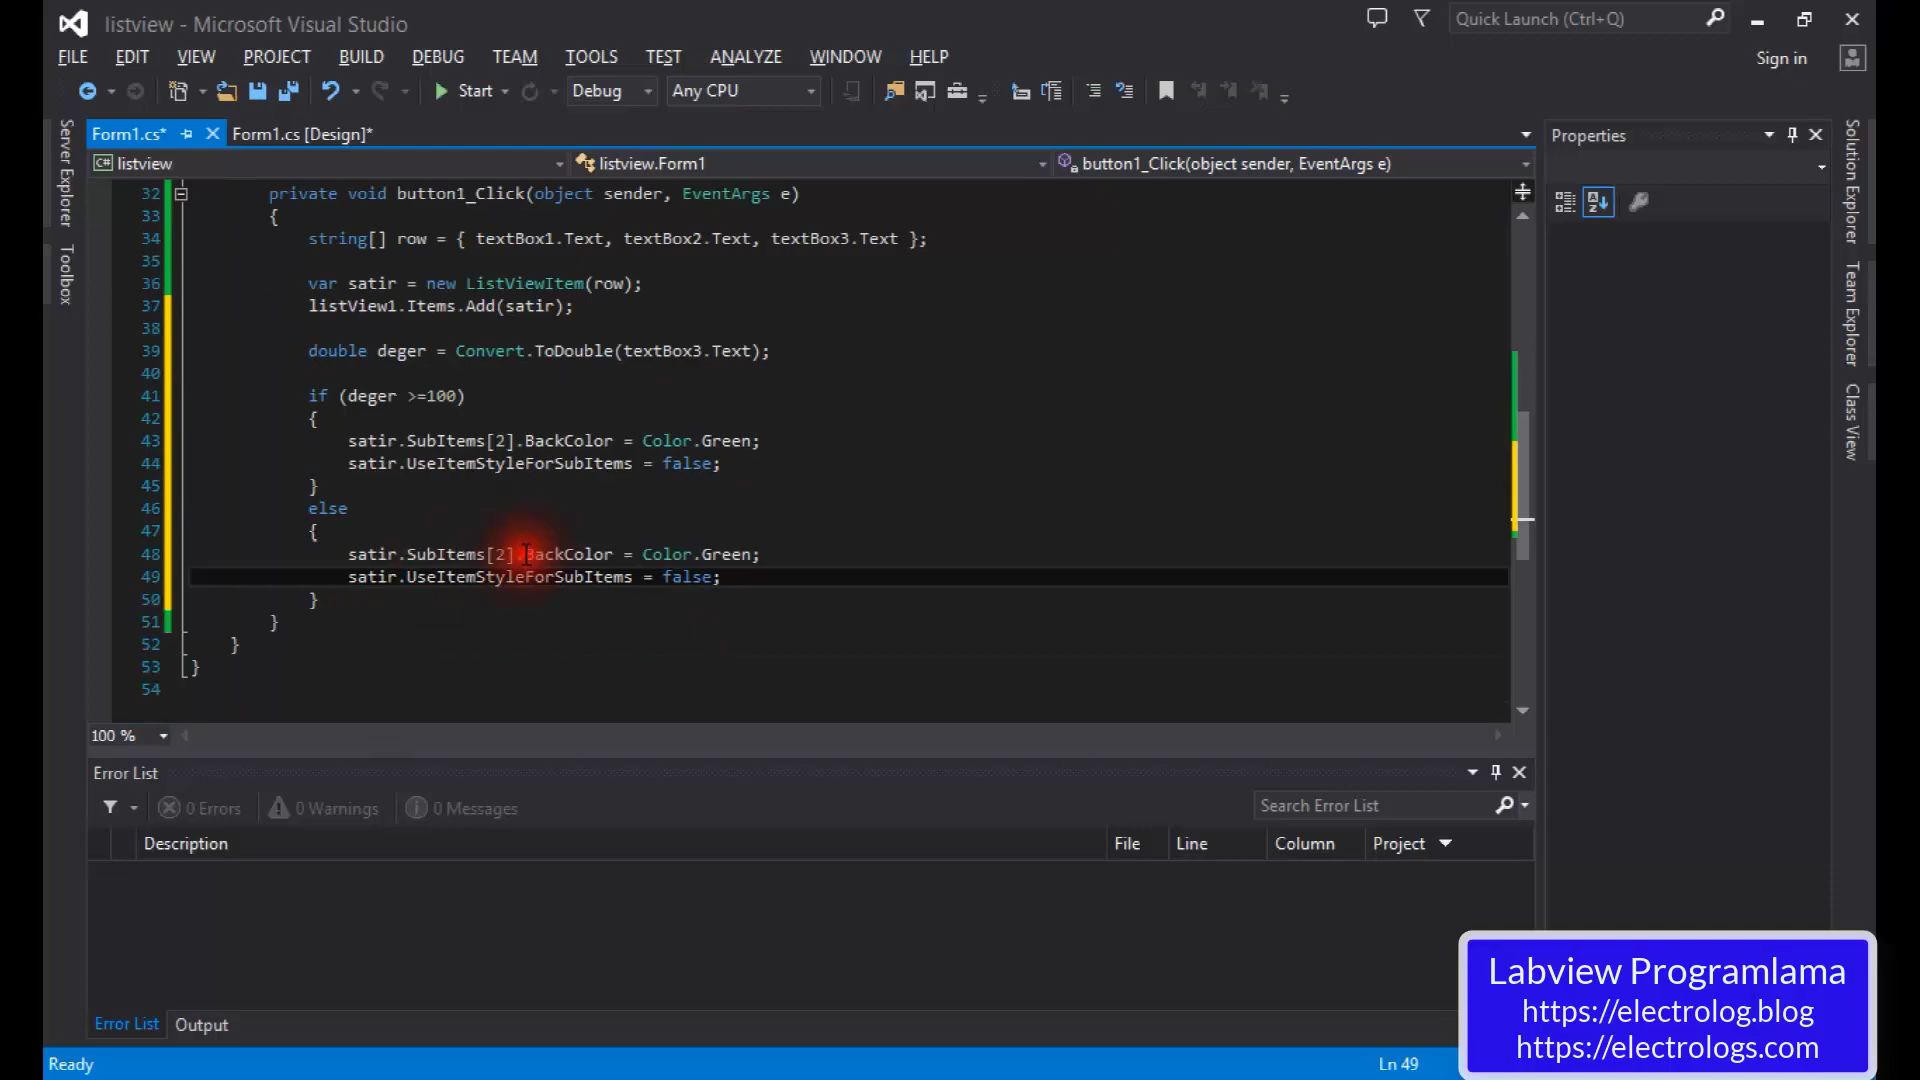 listview - Microsoft Visual Studio
Quick Launch (Ctrl+Q)
FILE EDIT VIEW PROJECT BUILD DEBUG TEAM TOOLS TEST ANALYZE WINDOW HELP
Sign in
Start Debug Any CPU
Server Explorer
Toolbox
Form1.cs* Form1.cs [Design]*
C# listview listview.Form1 button1_Click(object sender, EventArgs e)
32 private void button1_Click(object sender, EventArgs e)
33 {
34 string[] row = { textBox1.Text, textBox2.Text, textBox3.Text };
35
36 var satir = new ListViewItem(row);
37 listView1.Items.Add(satir);
38
39 double deger = Convert.ToDouble(textBox3.Text);
40
41 if (deger >=100)
42 {
43 satir.SubItems[2].BackColor = Color.Green;
44 satir.UseItemStyleForSubItems = false;
45 }
46 else
47 {
48 satir.SubItems[2].BackColor = Color.Green;
49 satir.UseItemStyleForSubItems = false;
50 }
51 }
52 }
53 }
54
100 %
Error List
0 Errors 0 Warnings 0 Messages
Search Error List
Description File Line Column Project
Error List Output
Ready
Ln 49
Properties
Solution Explorer
Team Explorer
Class View
Labview Programlama
https://electrolog.blog
https://electrologs.com